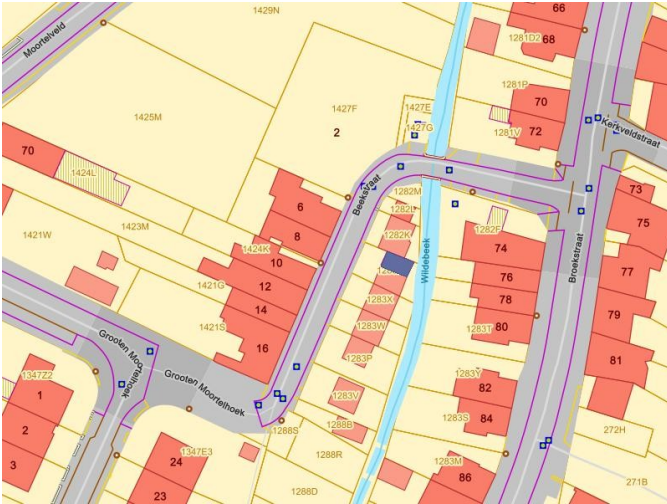 1429N
66
68
1281D2
Moortelveld
1281P
1427F
1427E
70
1425M
2
1427G
1281V
72
Kerkveldstraat
70
1424L
Beekstraat
1282M
73
6
1282L
75
1423M
8
1282K
1282F
1421W
1424K
74
10
77
1421G
12
Wildebeek
76
Broekstraat
1283X
78
14
79
1421S
1283W
1283T
80
Grooten Moortelhoek
16
1283P
81
Grooten Moortelhoek
Grooten Moortelhoek
1347Z2
1283Y
82
1
1283V
1283S
84
2
1288S
1288B
272H
1347E3
24
1288R
1283M
3
86
271B
23
1288D